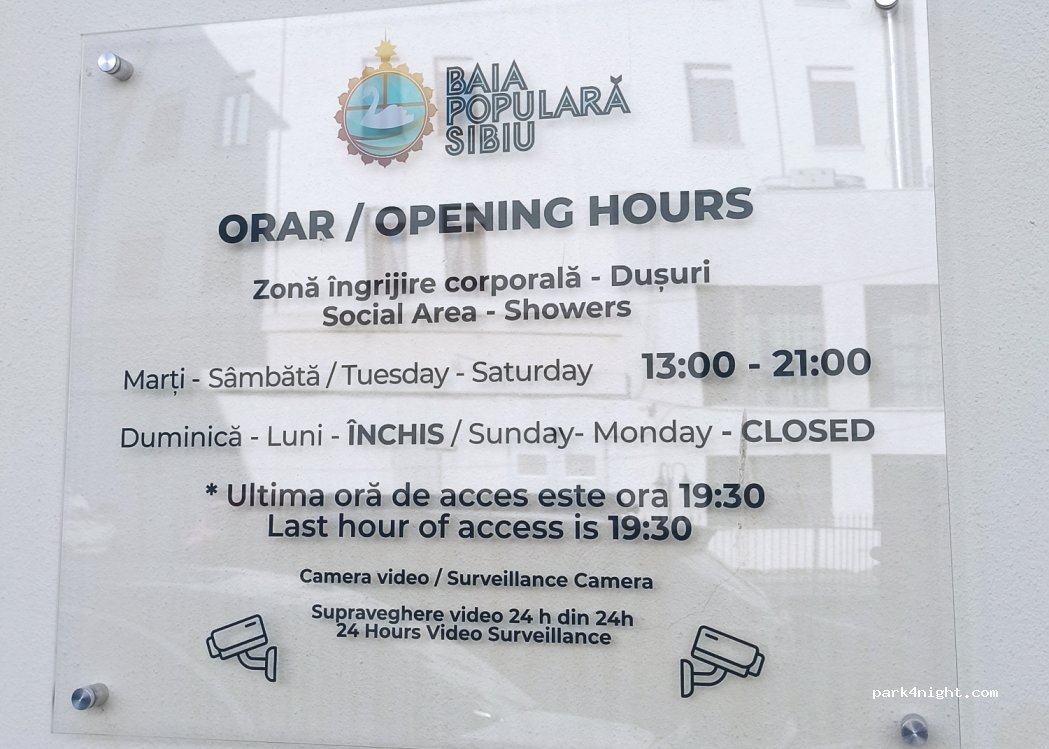 BAIA
POPULARĂ
SIBIU
ORAR / OPENING HOURS
Zonă îngrijire corporală - Dușuri
Social Area - Showers
Marți - Sâmbătă / Tuesday - Saturday 13:00 - 21:00
Duminică - Luni - ÎNCHIS / Sunday- Monday - CLOSED
* Ultima oră de acces este ora 19:30
Last hour of access is 19:30
Camera video / Surveillance Camera
Supraveghere video 24 h din 24h
24 Hours Video Surveillance
park4night.com